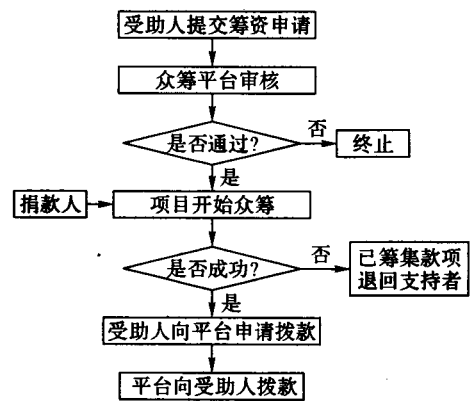 受助人提交筹资申请
众筹平台审核
是否通过?
否
终止
是
捐款人
项目开始众筹
是否成功?
否
已筹集款项
退回支持者
是
受助人向平台申请拨款
平台向受助人拨款